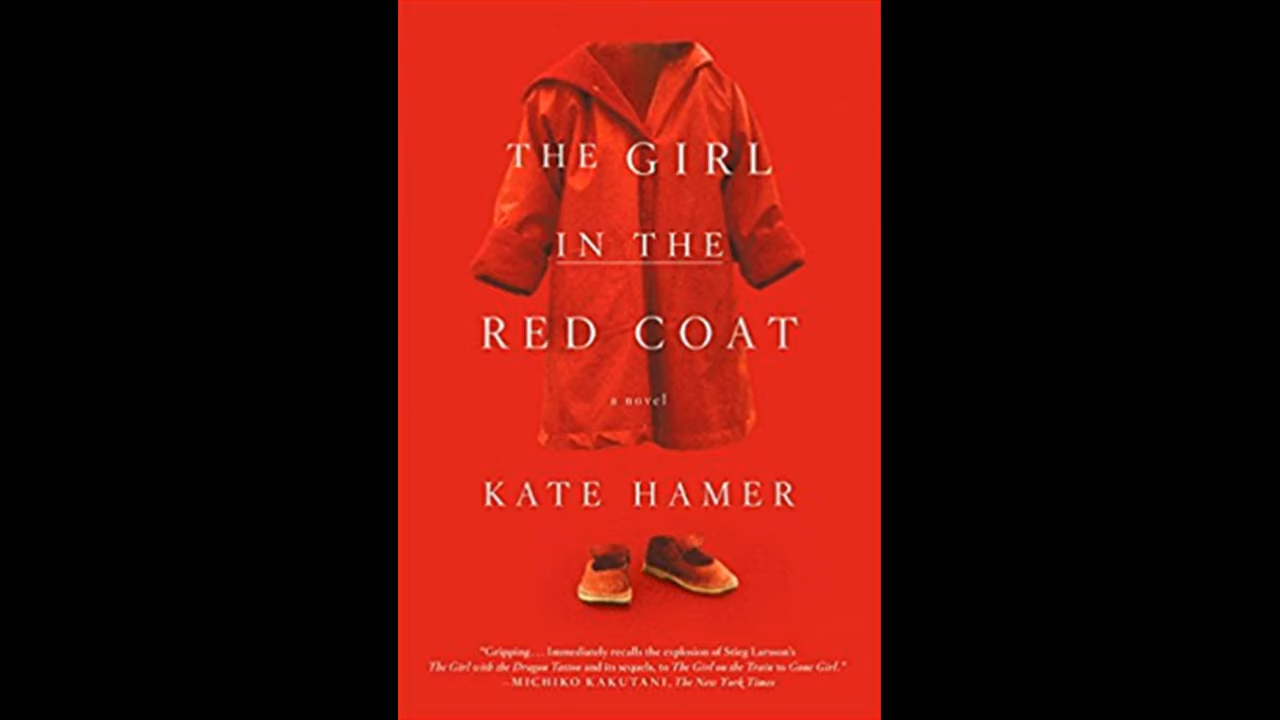 THE GIRL
IN THE
RED COAT
a novel
KATE HAMER
"Gripping... Immediately recalls the explosion of Stieg Larsson's
The Girl with the Dragon Tattoo and its sequels, to The Girl on the Train to Gone Girl."
—MICHIKO KAKUTANI, The New York Times